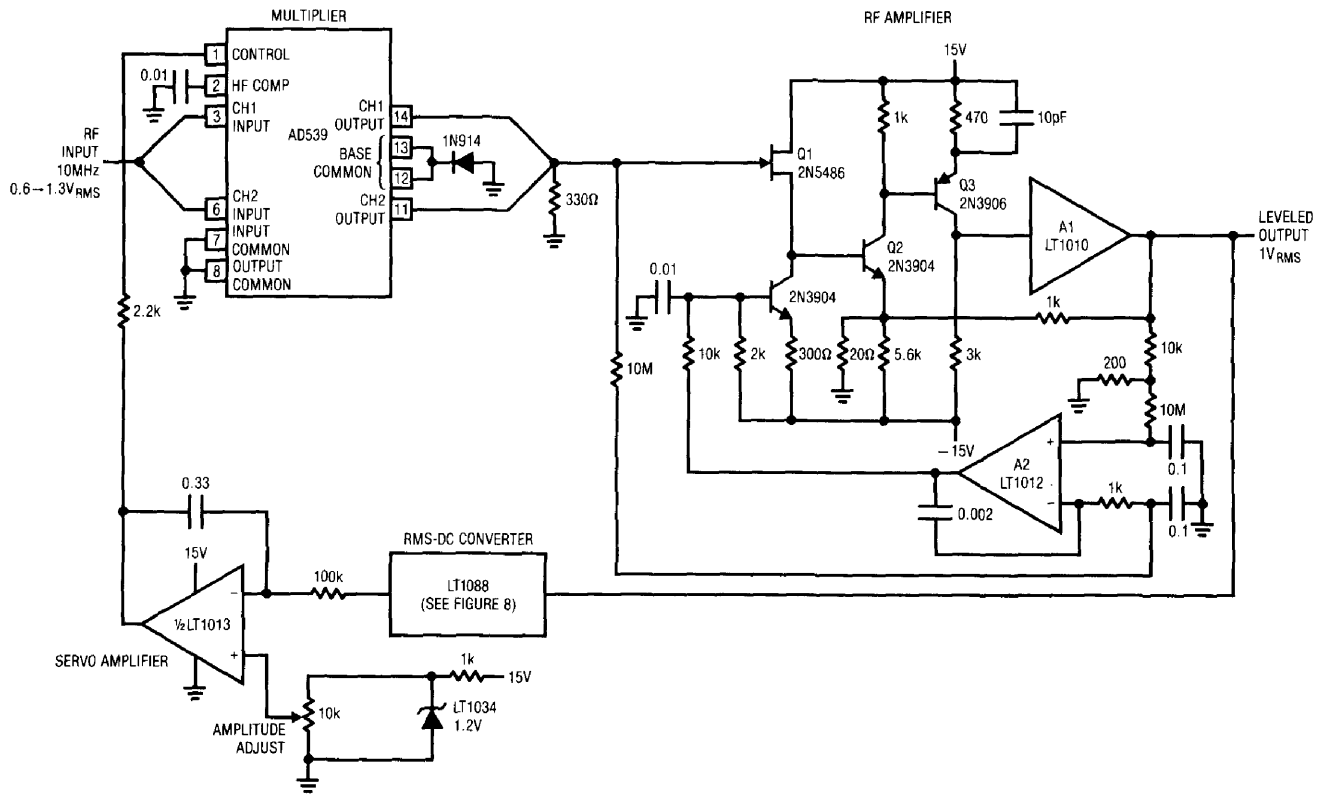 MULTIPLIER
RF AMPLIFIER
15V
1 CONTROL
0.01
2 HF COMP
3 CH1
INPUT
RF
INPUT
10MHz
0.6→1.3VRMS
AD539
CH1
OUTPUT 14
BASE 13
COMMON 12
CH2
OUTPUT 11
1N914
6 CH2
INPUT
7 INPUT
COMMON
8 OUTPUT
COMMON
330Ω
1k
470
10pF
Q1
2N5486
Q3
2N3906
Q2
2N3904
A1
LT1010
LEVELED
OUTPUT
1VRMS
2.2k
0.01
2N3904
1k
10M
10k
2k
300Ω
20Ω
5.6k
3k
10k
200
10M
−15V
+
A2
LT1012
−
0.1
1k
0.1
0.002
0.33
RMS-DC CONVERTER
15V
100k
LT1088
(SEE FIGURE 8)
−
½LT1013
+
SERVO AMPLIFIER
1k
15V
10k
LT1034
1.2V
AMPLITUDE
ADJUST